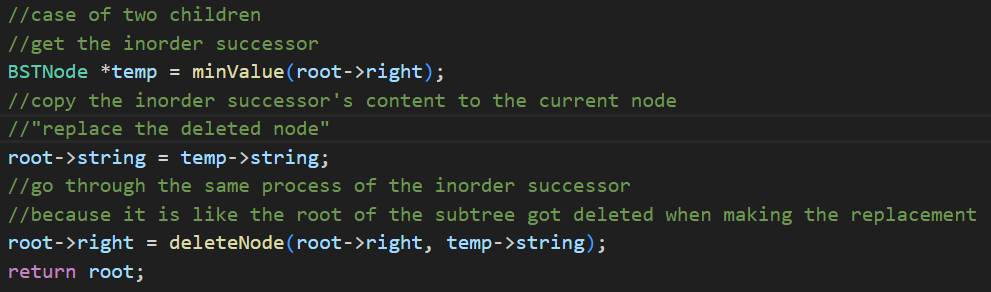 //case of two children
//get the inorder successor
BSTNode *temp = minValue(root->right);
//copy the inorder successor's content to the current node
//"replace the deleted node"
root->string = temp->string;
//go through the same process of the inorder successor
//because it is like the root of the subtree got deleted when making the replacement
root->right = deleteNode(root->right, temp->string);
return root;